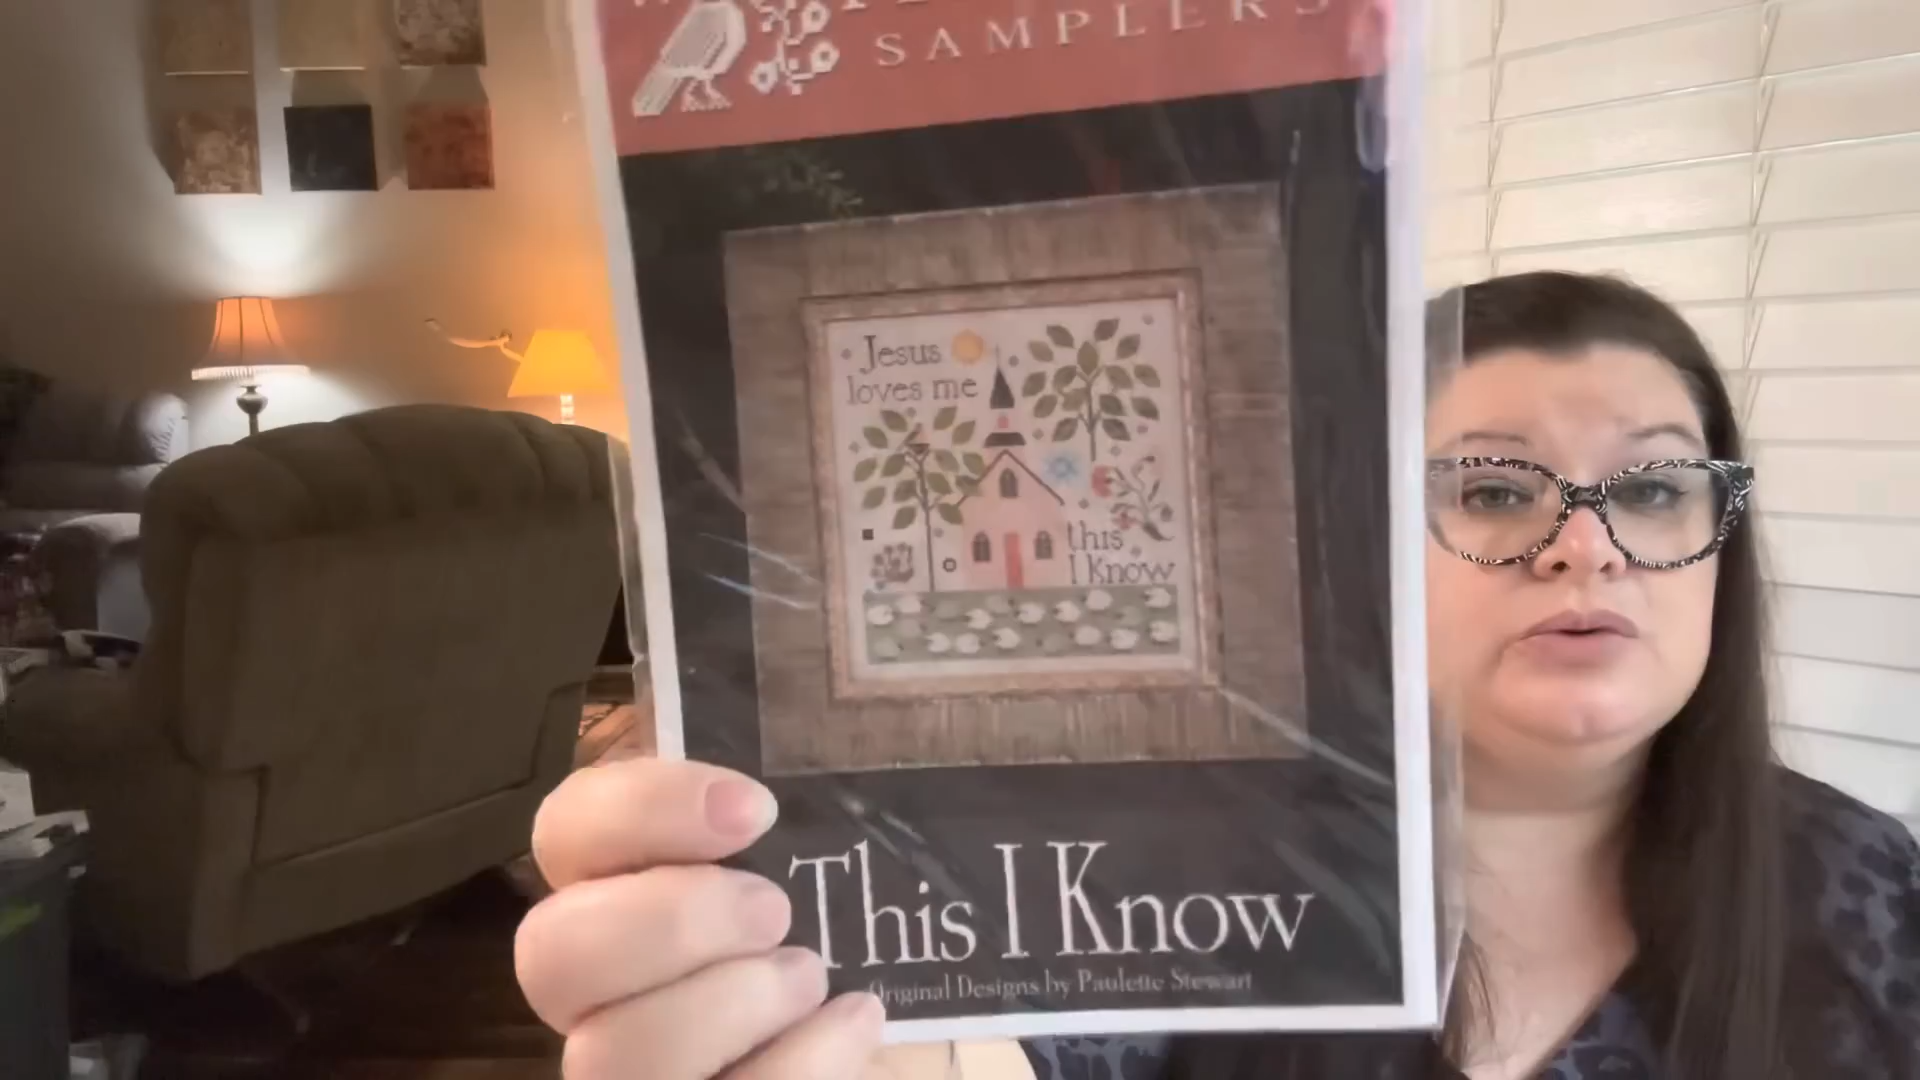 SAMPLERS
Jesus
loves me
this
I know
This I Know
Original Designs by Paulette Stewart